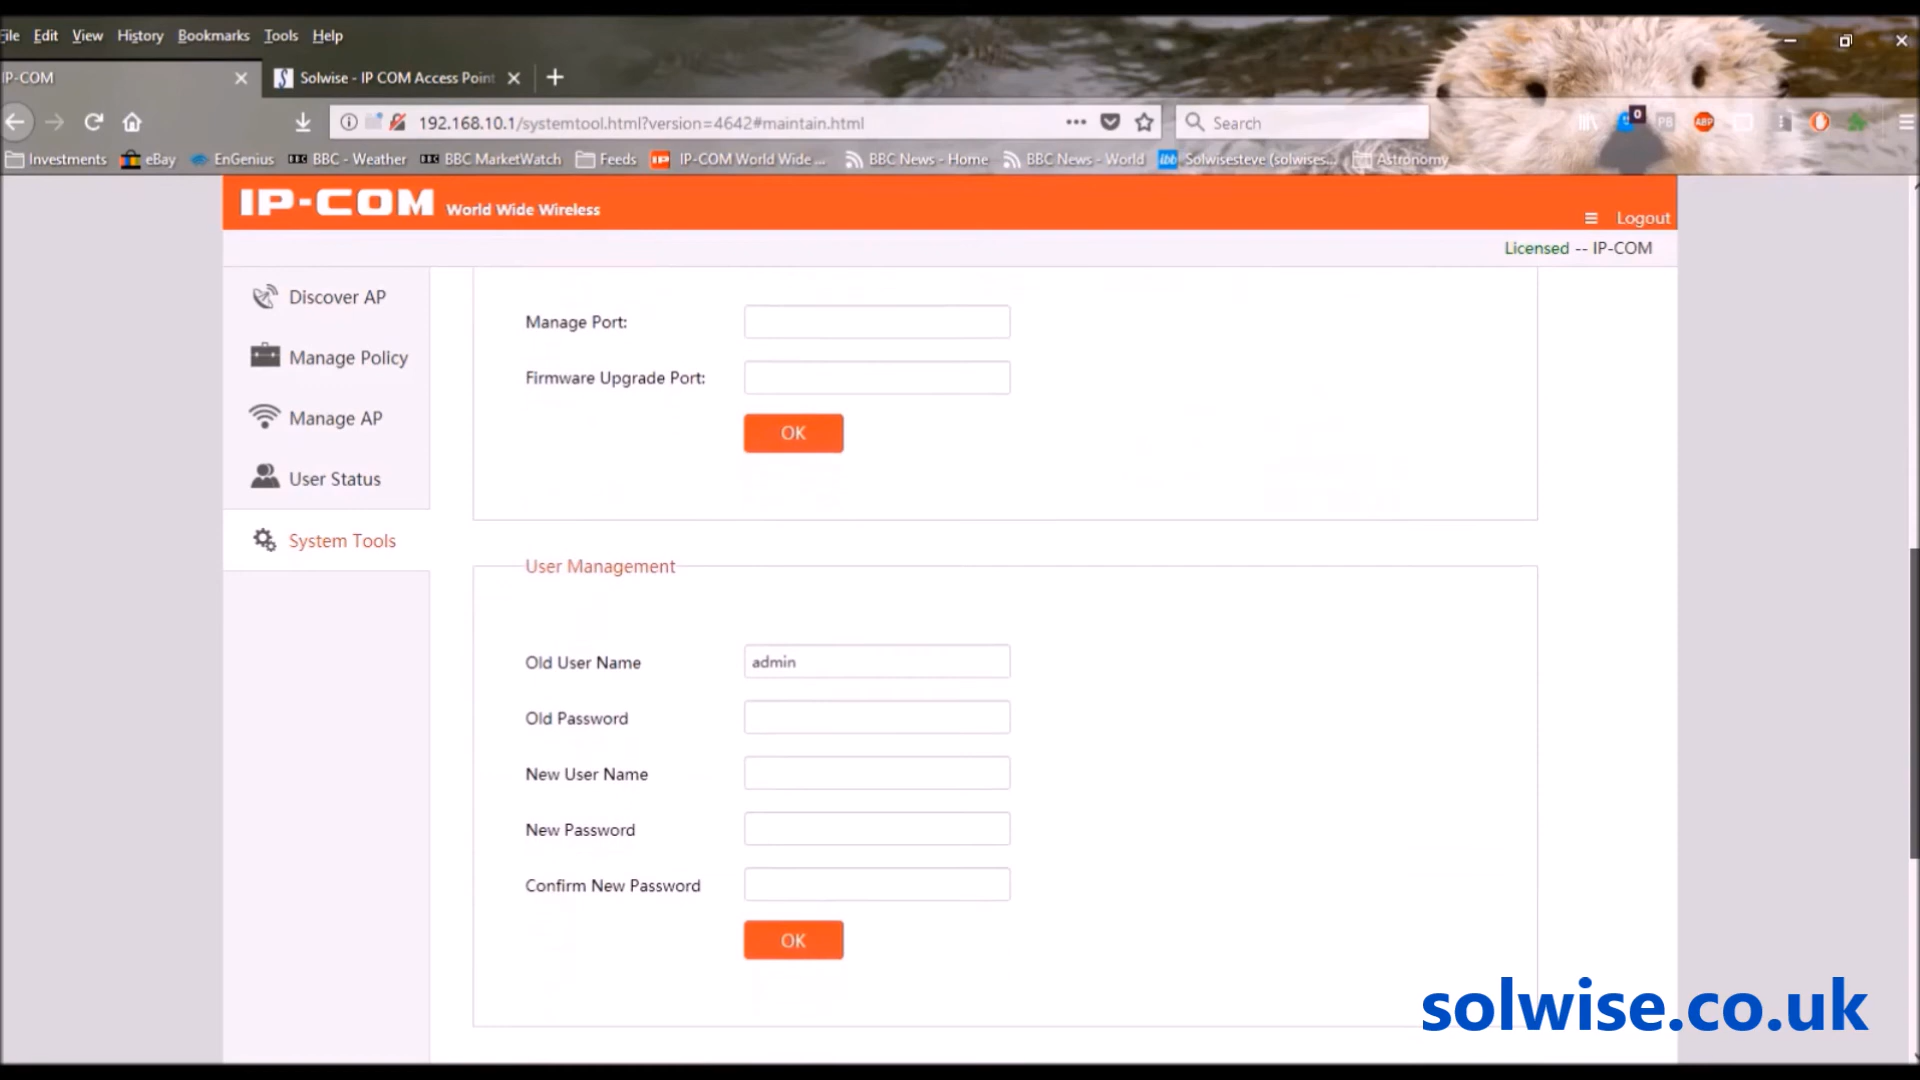 File Edit View History Bookmarks Tools Help
IP-COM
Solwise - IP COM Access Point
192.168.10.1/systemtool.html?version=4642#maintain.html
Search
0
PB
ABP
Investments
eBay
EnGenius
BBC - Weather
BBC MarketWatch
Feeds
IP-COM World Wide ...
BBC News - Home
BBC News - World
ibb Solwisesteve (solwises...
Astronomy
IP-COM World Wide Wireless
Logout
Licensed -- IP-COM
Discover AP
Manage Policy
Manage AP
User Status
System Tools
Manage Port:
Firmware Upgrade Port:
OK
User Management
Old User Name
admin
Old Password
New User Name
New Password
Confirm New Password
OK
solwise.co.uk